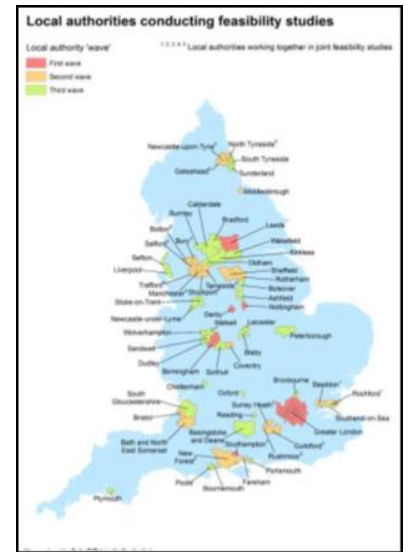 Local authorities conducting feasibility studies
Local authority 'wave'
1,2,3,4,5 Local authorities working together in joint feasibility studies
First wave
Second wave
Third wave
Newcastle-upon-Tyne
North Tyneside
South Tyneside
Gateshead
Sunderland
Middlesbrough
Calderdale
Burnley
Bradford
Bolton
Leeds
Salford
Bury
Wakefield
Sefton
Kirklees
Oldham
Liverpool
Sheffield
Trafford
Tameside
Rotherham
Manchester
Stockport
Bolsover
Stoke-on-Trent
Ashfield
Derby
Nottingham
Newcastle-under-Lyme
Walsall
Leicester
Wolverhampton
Peterborough
Sandwell
Blaby
Dudley
Coventry
Birmingham
Solihull
Cheltenham
Broxbourne
Basildon
Oxford
Rochford
South
Gloucestershire
Surrey Heath
Reading
Southend-on-Sea
Bristol
Basingstoke
and Deane
Greater London
Southampton
Guildford
Bath and North
East Somerset
New
Forest
Rushmoor
Portsmouth
Fareham
Poole
Bournemouth
Plymouth